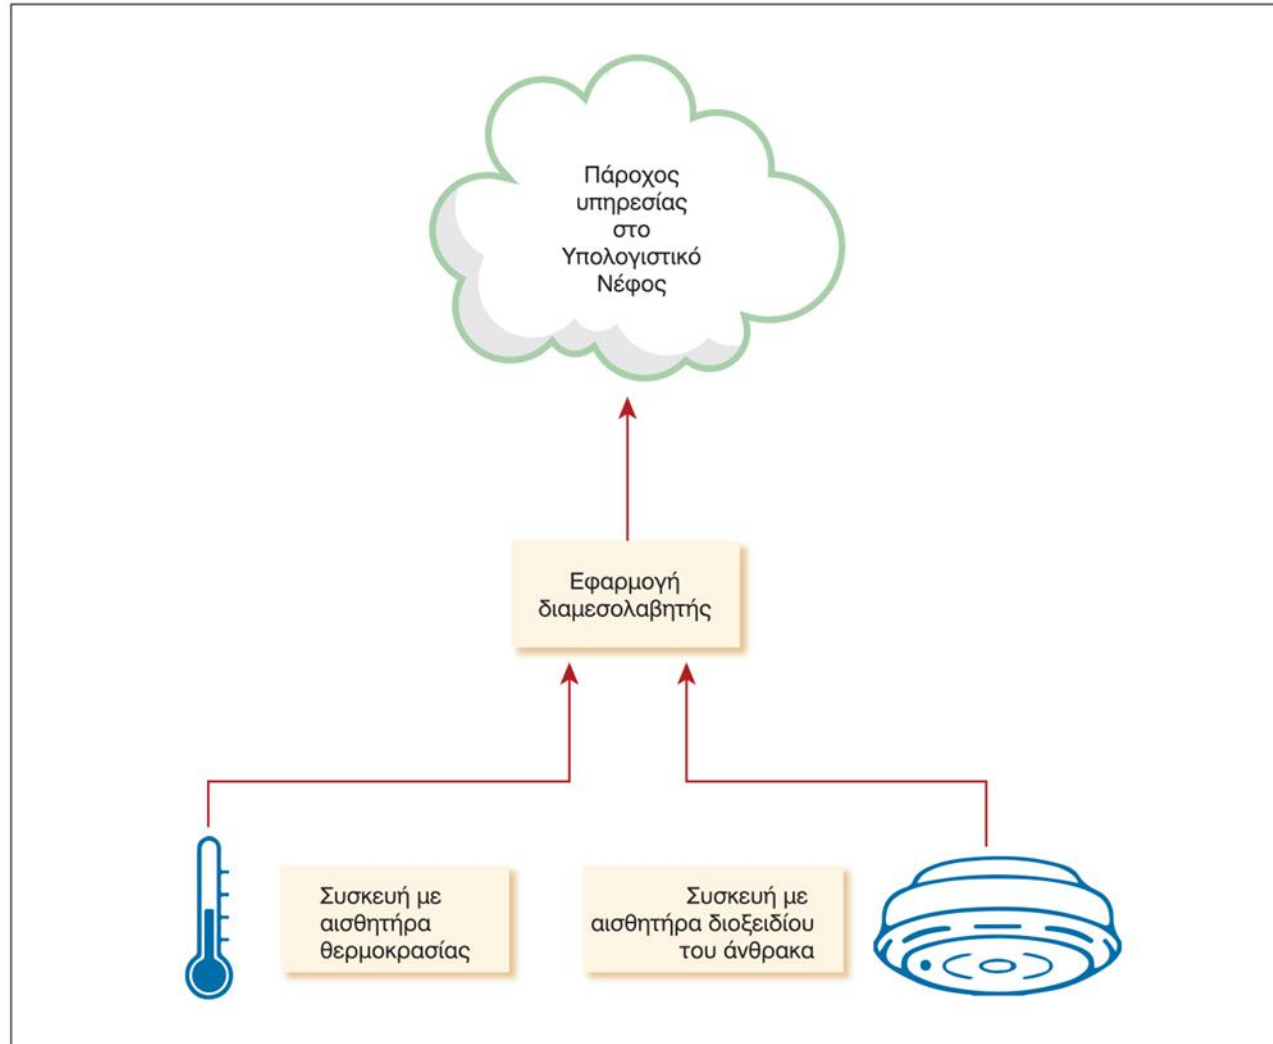 Πάροχος
υπηρεσίας
στο
Υπολογιστικό
Νέφος
Εφαρμογή
διαμεσολαβητής
Συσκευή με
αισθητήρα
θερμοκρασίας
Συσκευή με
αισθητήρα διοξειδίου
του άνθρακα